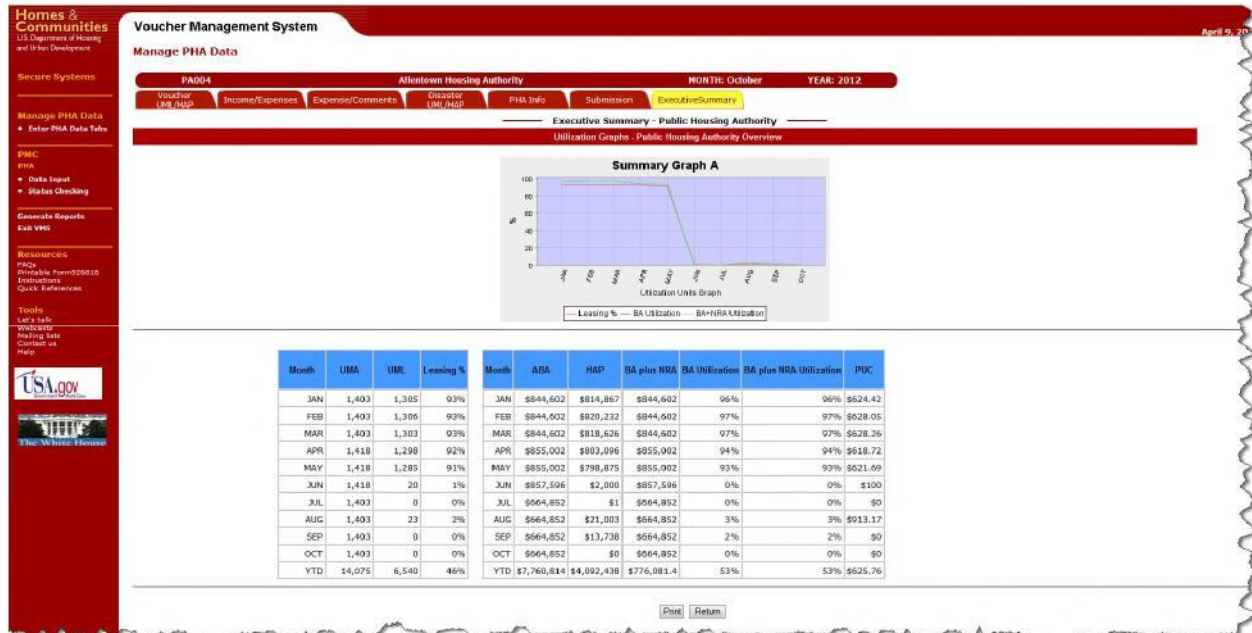 Homes &
Communities
U.S. Department of Housing
and Urban Development
Secure Systems
Manage PHA Data
Enter PHA Data Tabs
PMC
PHA
Data Input
Status Checking
Generate Reports
Exit VMS
Resources
FAQs
Printable Form52681B
Instructions
Quick References
Tools
Let's talk
Webcasts
Mailing lists
Contact us
Help
USA.gov
The White House
Voucher Management System
April 9, 20
Manage PHA Data
PA004 Allentown Housing Authority MONTH: October YEAR: 2012
Voucher UML/HAP Income/Expenses Expense/Comments Disaster UML/HAP PHA Info Submission ExecutiveSummary
Executive Summary - Public Housing Authority
Utilization Graphs - Public Housing Authority Overview
Summary Graph A
%
100
80
60
40
20
0
JAN FEB MAR APR MAY JUN JUL AUG SEP OCT
Utilization Units Graph
Leasing % BA Utilization BA+NRA Utilization
Month UMA UML Leasing % Month ABA HAP BA plus NRA BA Utilization BA plus NRA Utilization PUC
JAN 1,403 1,305 93% JAN $844,602 $814,867 $844,602 96% 96% $624.42
FEB 1,403 1,306 93% FEB $844,602 $820,232 $844,602 97% 97% $628.05
MAR 1,403 1,303 93% MAR $844,602 $818,626 $844,602 97% 97% $628.26
APR 1,418 1,298 92% APR $855,002 $803,096 $855,002 94% 94% $618.72
MAY 1,418 1,285 91% MAY $855,002 $798,875 $855,002 93% 93% $621.69
JUN 1,418 20 1% JUN $857,596 $2,000 $857,596 0% 0% $100
JUL 1,403 0 0% JUL $664,852 $1 $664,852 0% 0% $0
AUG 1,403 23 2% AUG $664,852 $21,003 $664,852 3% 3% $913.17
SEP 1,403 0 0% SEP $664,852 $13,738 $664,852 2% 2% $0
OCT 1,403 0 0% OCT $664,852 $0 $664,852 0% 0% $0
YTD 14,075 6,540 46% YTD $7,760,814 $4,092,438 $776,081.4 53% 53% $625.76
Print Return